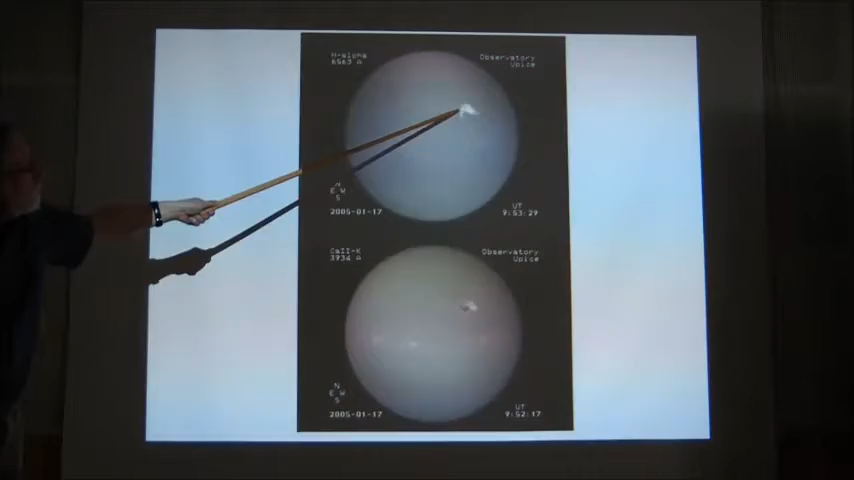 H-alpha
6563 A
Observatory
Upice
N
E W
S
2005-01-17
UT
9:53:29
CaII-K
3934 A
Observatory
Upice
N
E W
S
2005-01-17
UT
9:52:17